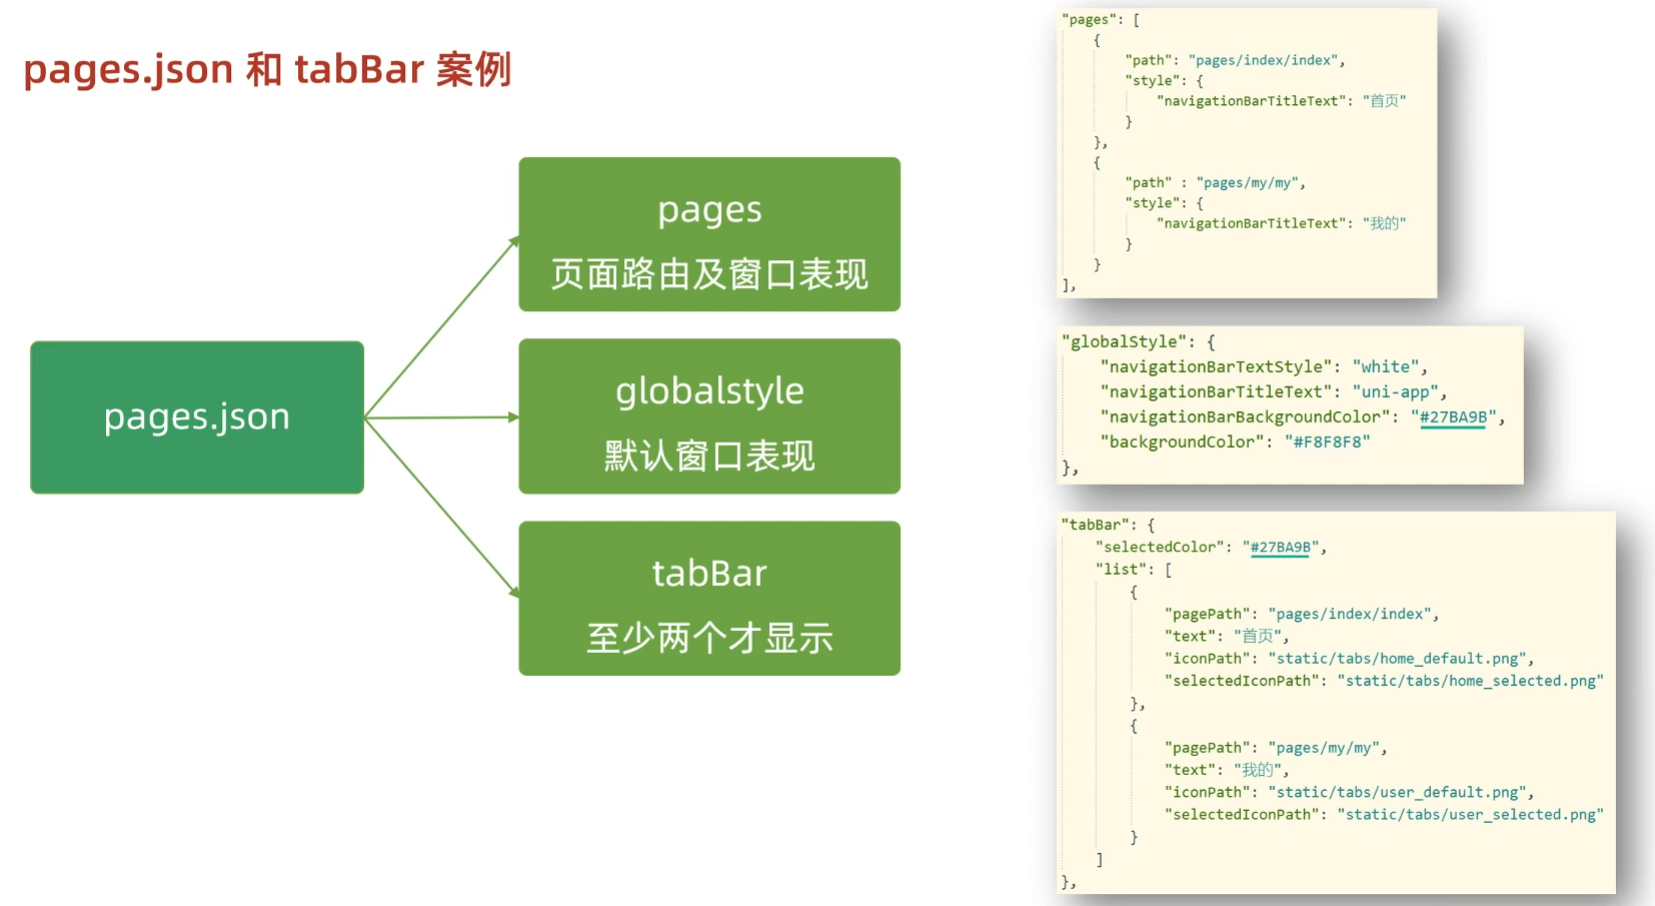 pages.json 和 tabBar 案例
pages.json
pages
页面路由及窗口表现
globalstyle
默认窗口表现
tabBar
至少两个才显示
"pages": [
{
"path": "pages/index/index",
"style": {
"navigationBarTitleText": "首页"
}
},
{
"path" : "pages/my/my",
"style": {
"navigationBarTitleText": "我的"
}
}
],
"globalStyle": {
"navigationBarTextStyle": "white",
"navigationBarTitleText": "uni-app",
"navigationBarBackgroundColor": "#27BA9B",
"backgroundColor": "#F8F8F8"
},
"tabBar": {
"selectedColor": "#27BA9B",
"list": [
{
"pagePath": "pages/index/index",
"text": "首页",
"iconPath": "static/tabs/home_default.png",
"selectedIconPath": "static/tabs/home_selected.png"
},
{
"pagePath": "pages/my/my",
"text": "我的",
"iconPath": "static/tabs/user_default.png",
"selectedIconPath": "static/tabs/user_selected.png"
}
]
},